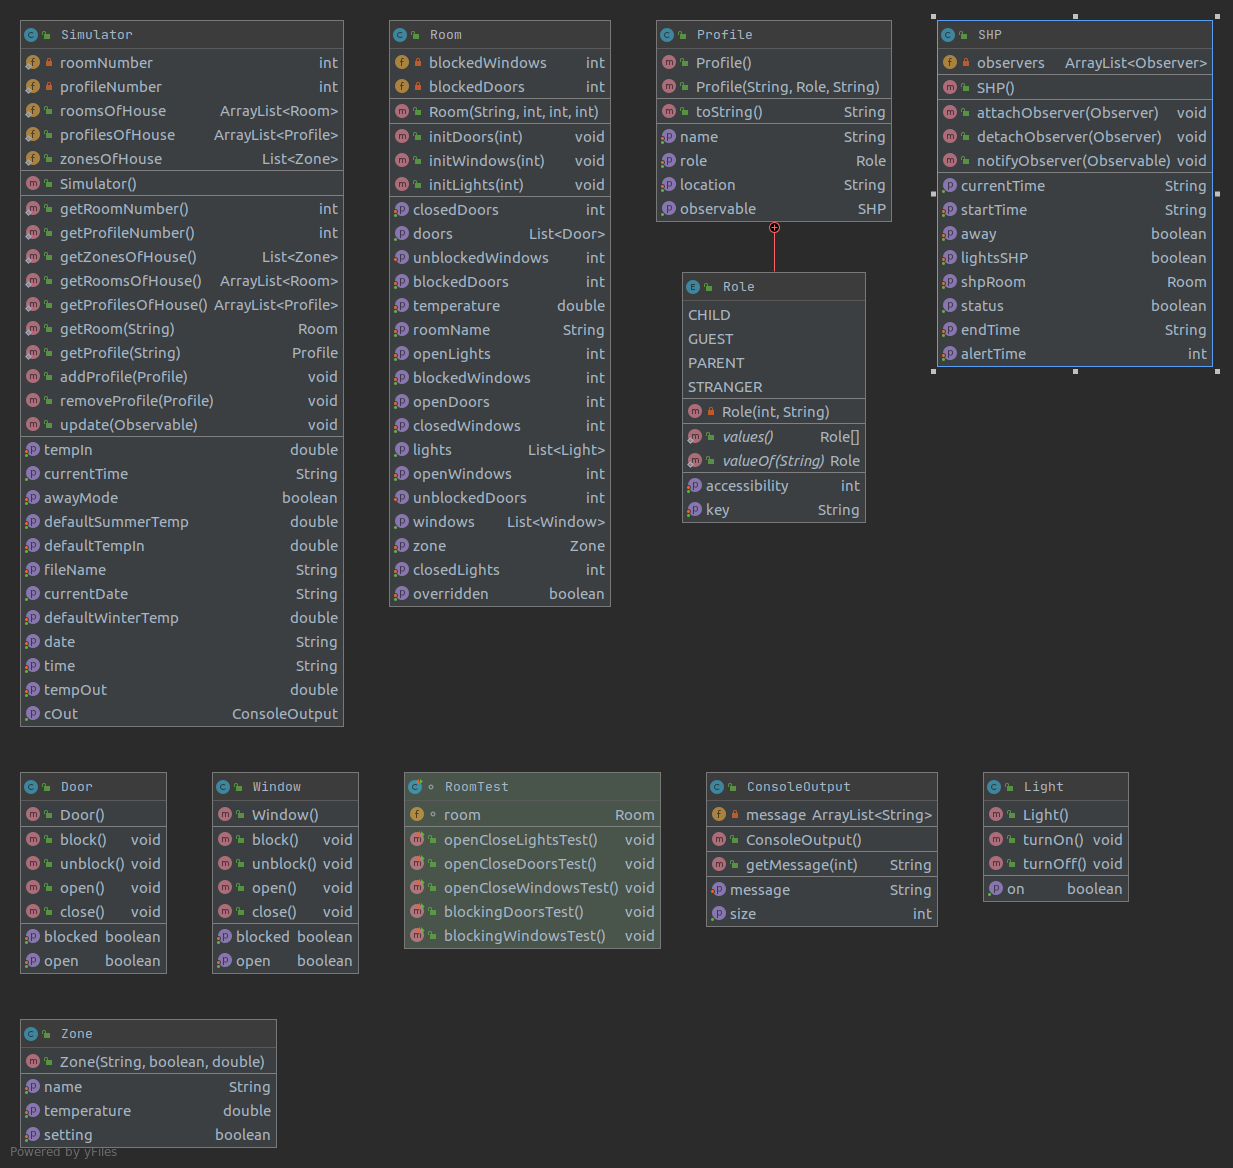 Simulator
roomNumber int
profileNumber int
roomsOfHouse ArrayList<Room>
profilesOfHouse ArrayList<Profile>
zonesOfHouse List<Zone>
Simulator()
getRoomNumber() int
getProfileNumber() int
getZonesOfHouse() List<Zone>
getRoomsOfHouse() ArrayList<Room>
getProfilesOfHouse() ArrayList<Profile>
getRoom(String) Room
getProfile(String) Profile
addProfile(Profile) void
removeProfile(Profile) void
update(Observable) void
tempIn double
currentTime String
awayMode boolean
defaultSummerTemp double
defaultTempIn double
fileName String
currentDate String
defaultWinterTemp double
date String
time String
tempOut double
cOut ConsoleOutput
Room
blockedWindows int
blockedDoors int
Room(String, int, int, int)
initDoors(int) void
initWindows(int) void
initLights(int) void
closedDoors int
doors List<Door>
unblockedWindows int
blockedDoors int
temperature double
roomName String
openLights int
blockedWindows int
openDoors int
closedWindows int
lights List<Light>
openWindows int
unblockedDoors int
windows List<Window>
zone Zone
closedLights int
overridden boolean
Profile
Profile()
Profile(String, Role, String)
toString() String
name String
role Role
location String
observable SHP
Role
CHILD
GUEST
PARENT
STRANGER
Role(int, String)
values() Role[]
valueOf(String) Role
accessibility int
key String
SHP
observers ArrayList<Observer>
SHP()
attachObserver(Observer) void
detachObserver(Observer) void
notifyObserver(Observable) void
currentTime String
startTime String
away boolean
lightsSHP boolean
shpRoom Room
status boolean
endTime String
alertTime int
Door
Door()
block() void
unblock() void
open() void
close() void
blocked boolean
open boolean
Window
Window()
block() void
unblock() void
open() void
close() void
blocked boolean
open boolean
RoomTest
room Room
openCloseLightsTest() void
openCloseDoorsTest() void
openCloseWindowsTest() void
blockingDoorsTest() void
blockingWindowsTest() void
ConsoleOutput
message ArrayList<String>
ConsoleOutput()
getMessage(int) String
message String
size int
Light
Light()
turnOn() void
turnOff() void
on boolean
Zone
Zone(String, boolean, double)
name String
temperature double
setting boolean
Powered by yFiles